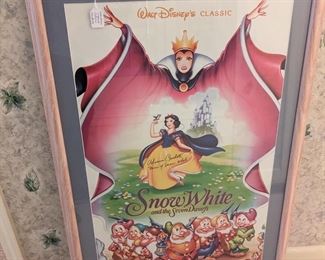 WALT DISNEY'S CLASSIC
Snow White
and the Seven Dwarfs